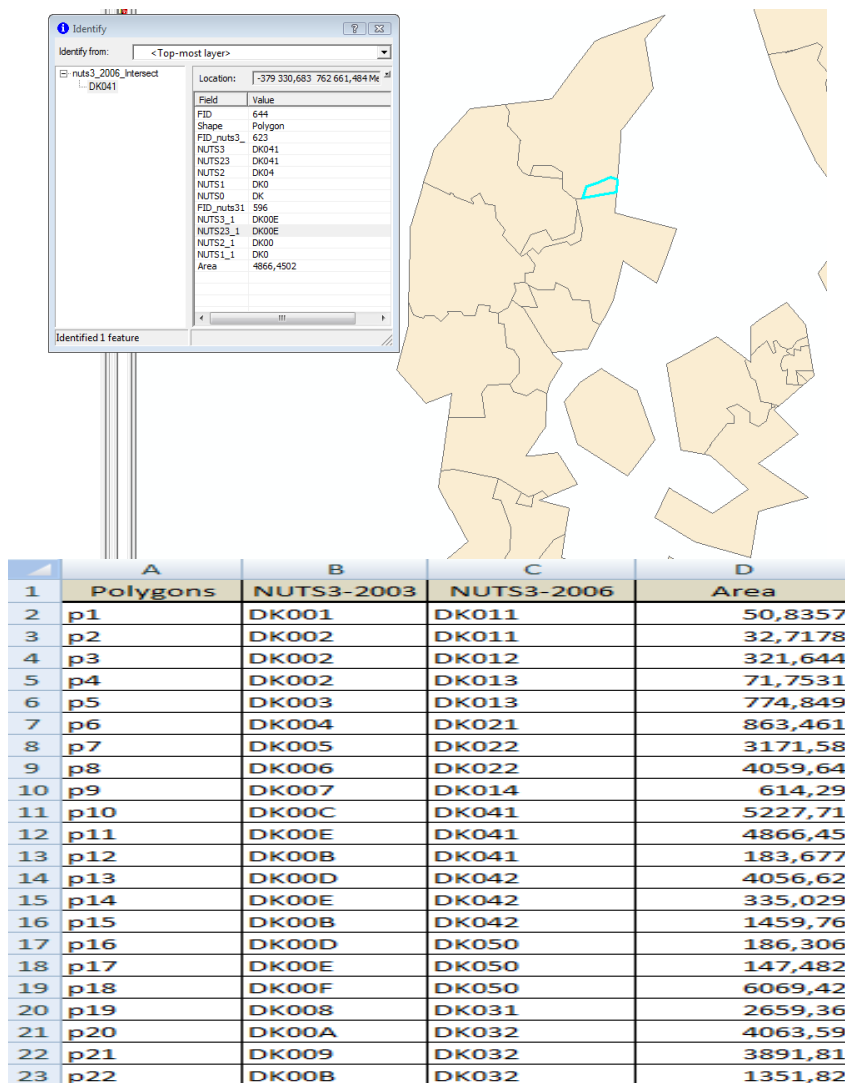 Identify
Identify from: <Top-most layer>
nuts3_2006_Intersect
DK041
Location: -379 330,683 762 661,484 Me
Field Value
FID 644
Shape Polygon
FID_nuts3_ 623
NUTS3 DK041
NUTS23 DK041
NUTS2 DK04
NUTS1 DK0
NUTS0 DK
FID_nuts31 596
NUTS3_1 DK00E
NUTS23_1 DK00E
NUTS2_1 DK00
NUTS1_1 DK0
Area 4866,4502
Identified 1 feature
A B C D
1 Polygons NUTS3-2003 NUTS3-2006 Area
2 p1 DK001 DK011 50,8357
3 p2 DK002 DK011 32,7178
4 p3 DK002 DK012 321,644
5 p4 DK002 DK013 71,7531
6 p5 DK003 DK013 774,849
7 p6 DK004 DK021 863,461
8 p7 DK005 DK022 3171,58
9 p8 DK006 DK022 4059,64
10 p9 DK007 DK014 614,29
11 p10 DK00C DK041 5227,71
12 p11 DK00E DK041 4866,45
13 p12 DK00B DK041 183,677
14 p13 DK00D DK042 4056,62
15 p14 DK00E DK042 335,029
16 p15 DK00B DK042 1459,76
17 p16 DK00D DK050 186,306
18 p17 DK00E DK050 147,482
19 p18 DK00F DK050 6069,42
20 p19 DK008 DK031 2659,36
21 p20 DK00A DK032 4063,59
22 p21 DK009 DK032 3891,81
23 p22 DK00B DK032 1351,82